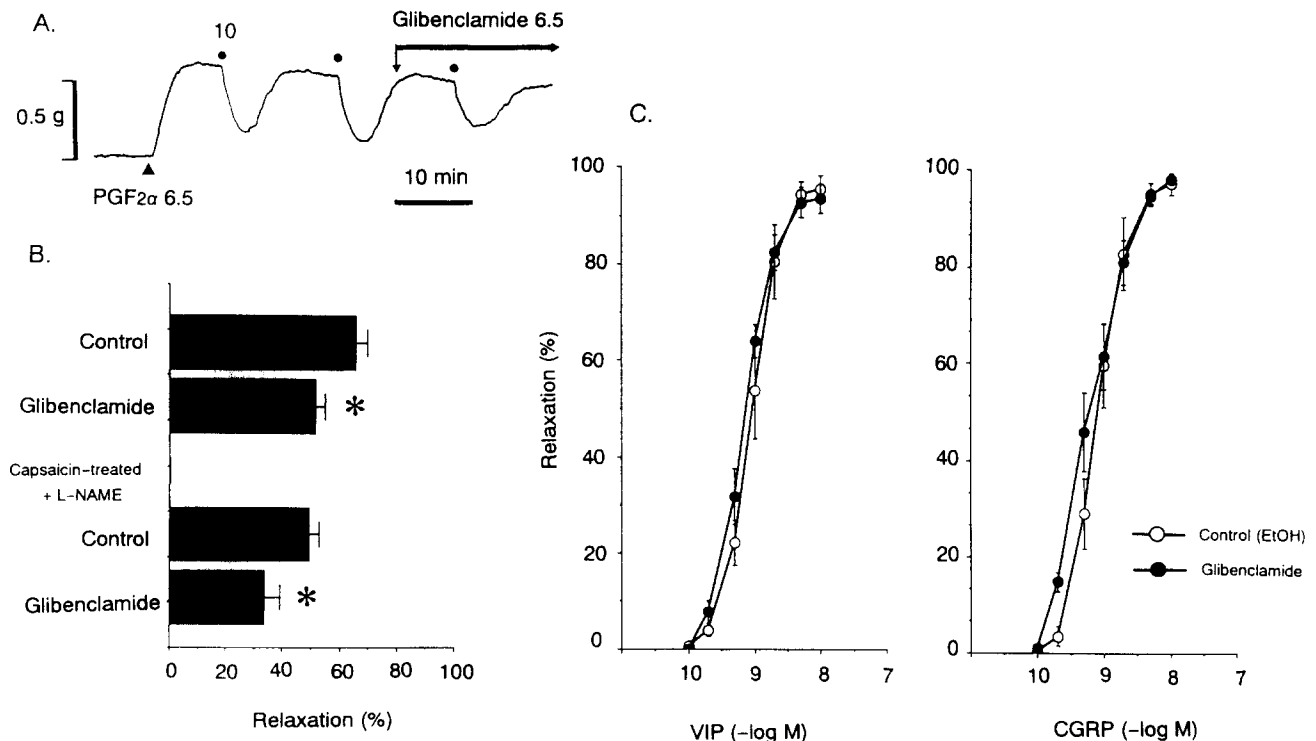 A.
10
Glibenclamide 6.5
0.5 g
PGF2α 6.5
10 min
B.
Control
Glibenclamide
*
Capsaicin-treated
+ L-NAME
Control
Glibenclamide
*
0 20 40 60 80 100
Relaxation (%)
C.
100
80
60
40
20
0
Relaxation (%)
10 9 8 7
VIP (-log M)
100
80
60
40
20
0
10 9 8 7
CGRP (-log M)
Control (EtOH)
Glibenclamide